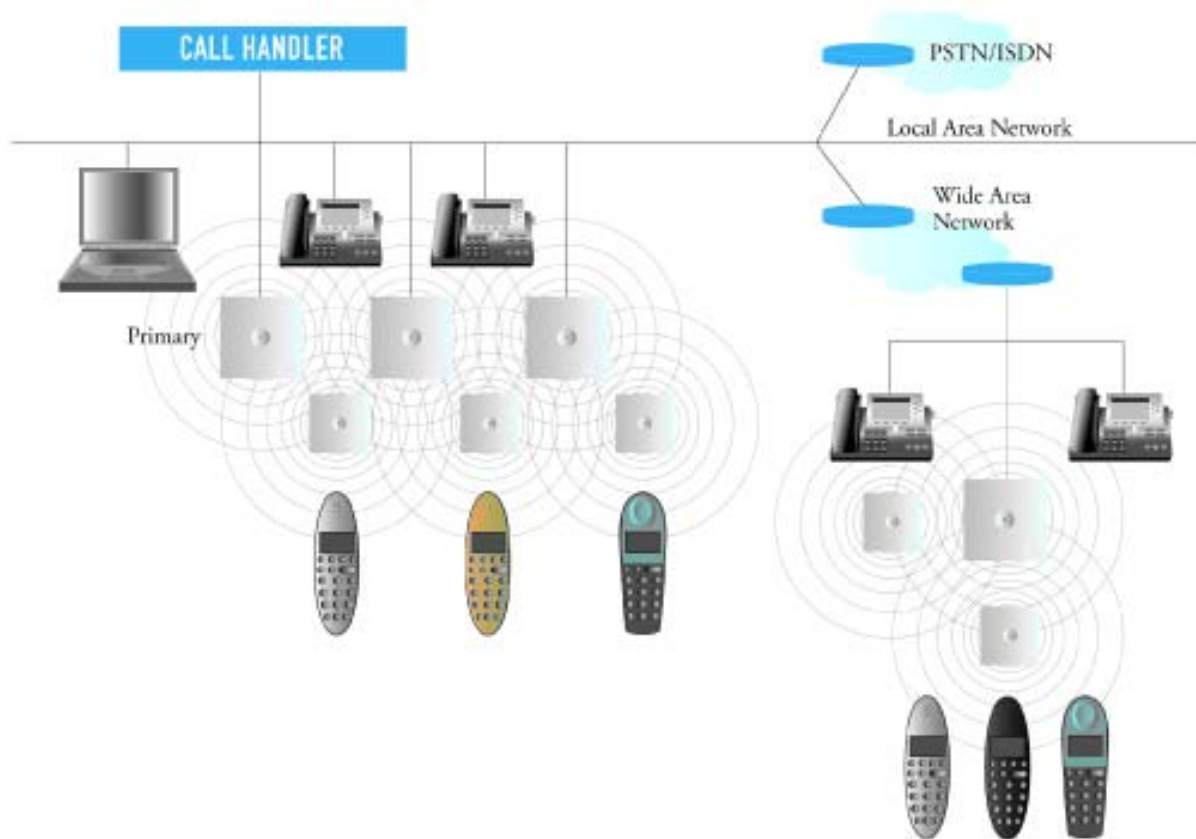 CALL HANDLER
PSTN/ISDN
Local Area Network
Wide Area
Network
Primary